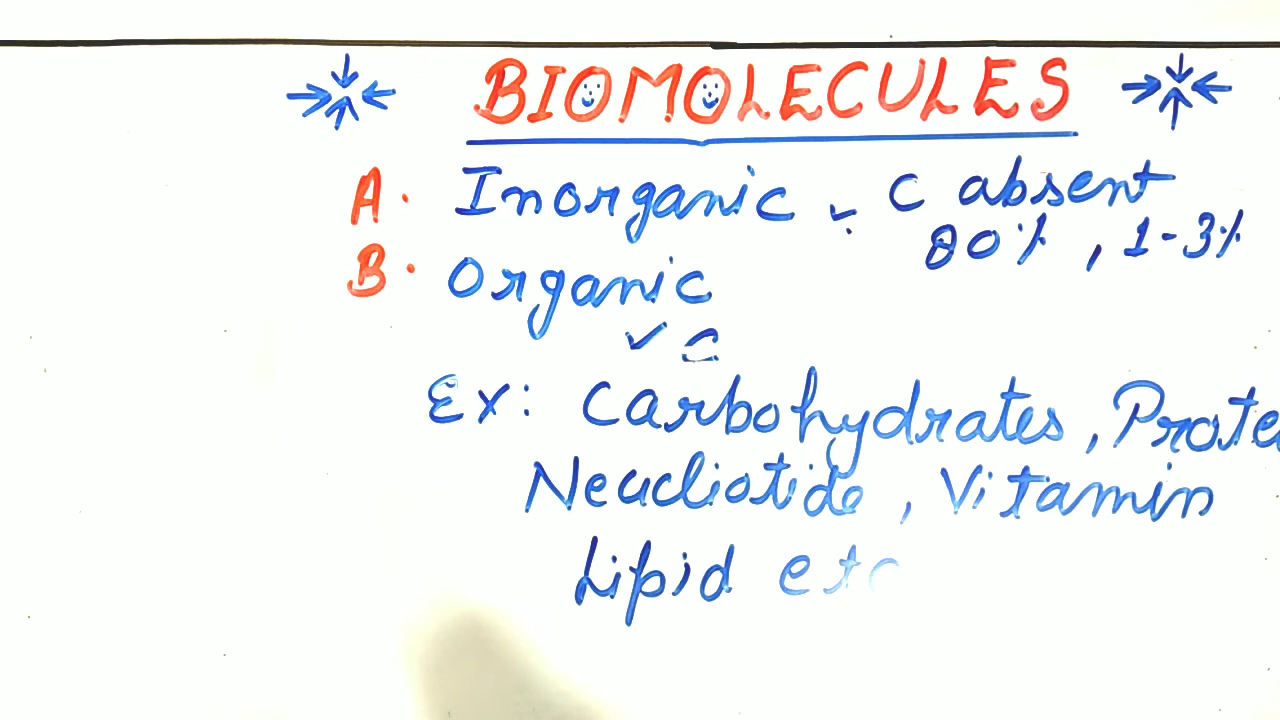 BIOMOLECULES
A. Inorganic - C absent
80%, 1-3%
B. Organic
✓ C
Ex: Carbohydrates, Prote
Neucliotide, Vitamin
Lipid etc